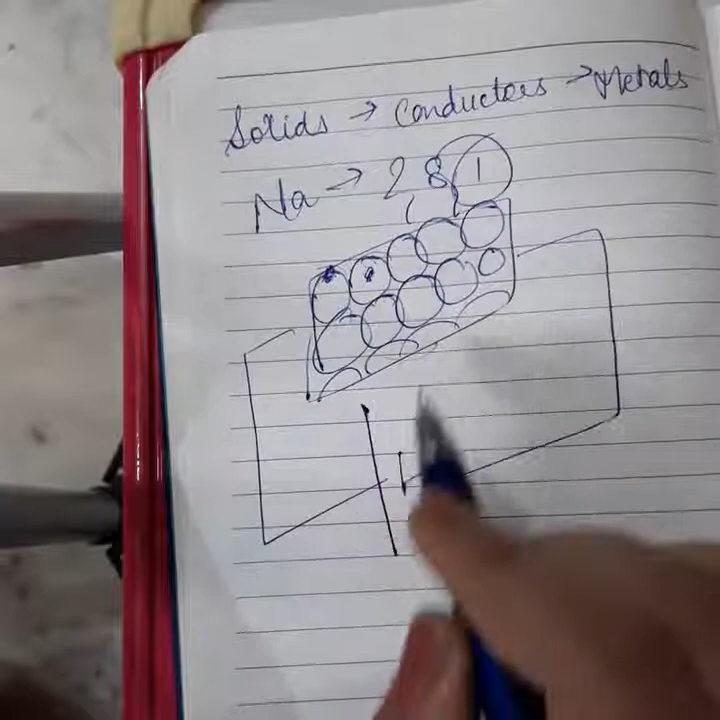 Solids → Conductors → Metals
Na → 2 8 1